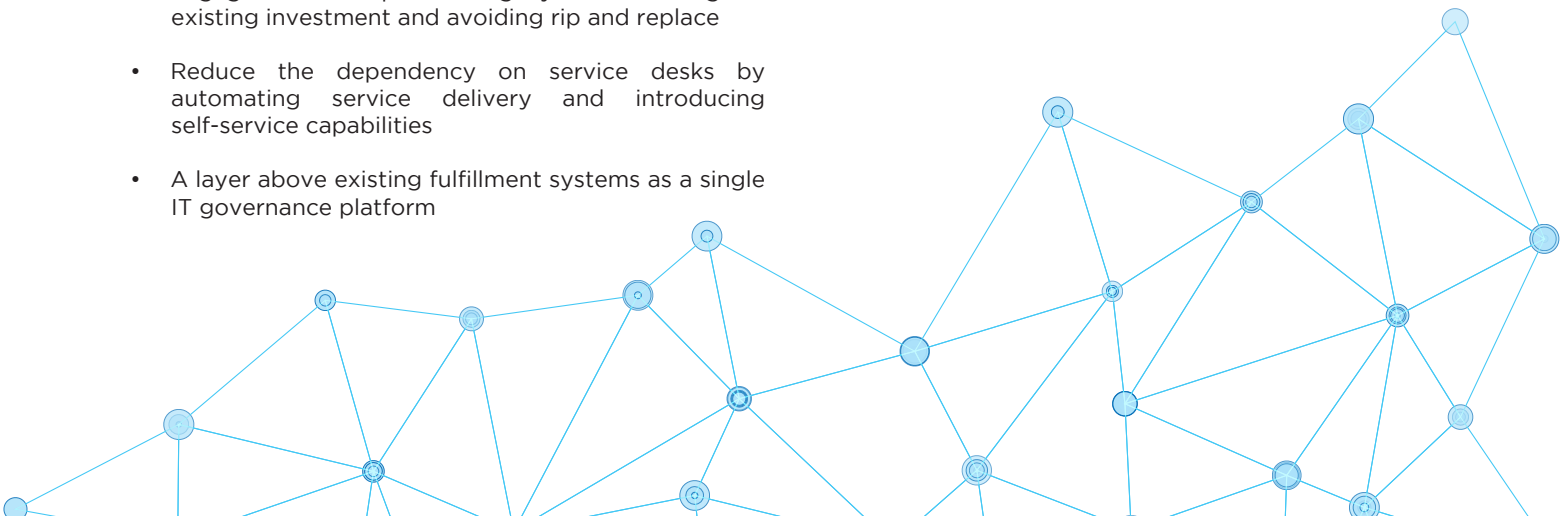 existing investment and avoiding rip and replace
• Reduce the dependency on service desks by
automating service delivery and introducing
self-service capabilities
• A layer above existing fulfillment systems as a single
IT governance platform